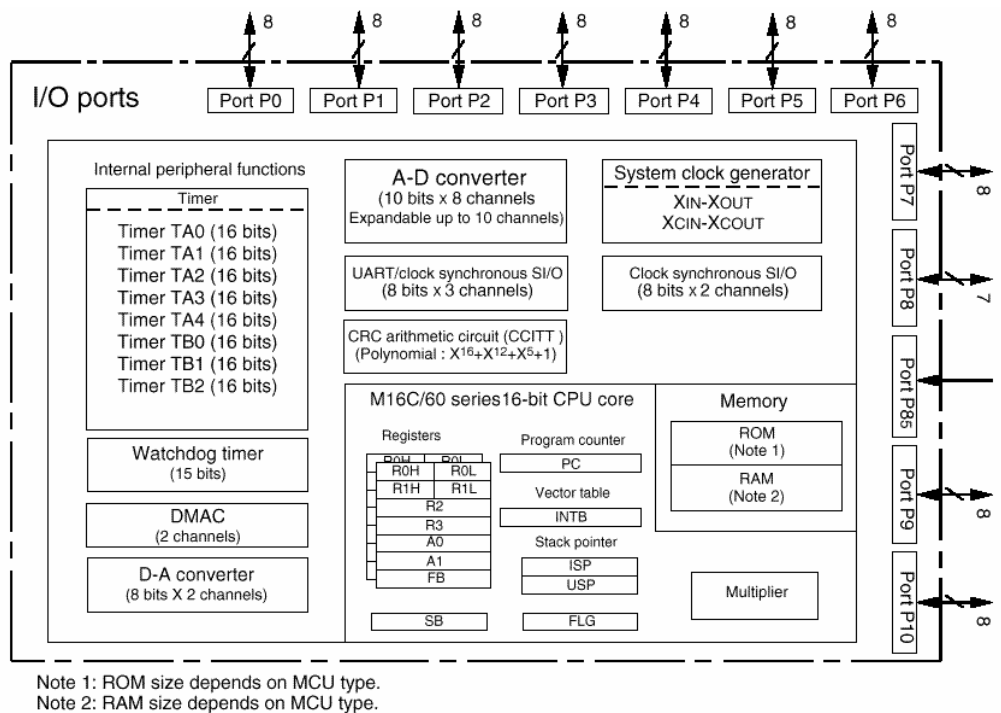 8 8 8 8 8 8 8
I/O ports
Port P0 Port P1 Port P2 Port P3 Port P4 Port P5 Port P6
Port P7
8
Port P8
7
Port P85
Port P9
8
Port P10
8
Internal peripheral functions
Timer
Timer TA0 (16 bits)
Timer TA1 (16 bits)
Timer TA2 (16 bits)
Timer TA3 (16 bits)
Timer TA4 (16 bits)
Timer TB0 (16 bits)
Timer TB1 (16 bits)
Timer TB2 (16 bits)
Watchdog timer
(15 bits)
DMAC
(2 channels)
D-A converter
(8 bits X 2 channels)
A-D converter
(10 bits x 8 channels
Expandable up to 10 channels)
UART/clock synchronous SI/O
(8 bits x 3 channels)
CRC arithmetic circuit (CCITT )
(Polynomial : X16+X12+X5+1)
System clock generator
XIN-XOUT
XCIN-XCOUT
Clock synchronous SI/O
(8 bits x 2 channels)
M16C/60 series16-bit CPU core
Registers
R0H R0L
R0H R0L
R1H R1L
R2
R3
A0
A1
FB
SB
Program counter
PC
Vector table
INTB
Stack pointer
ISP
USP
FLG
Memory
ROM
(Note 1)
RAM
(Note 2)
Multiplier
Note 1: ROM size depends on MCU type.
Note 2: RAM size depends on MCU type.